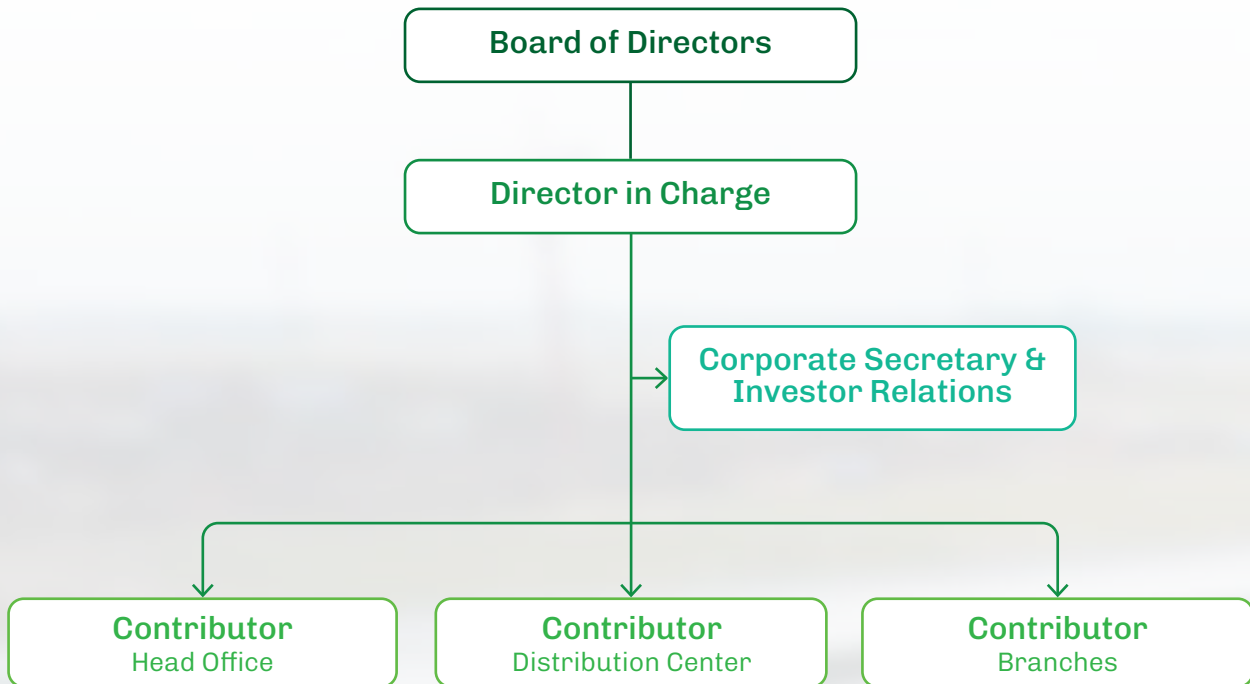 Board of Directors
Director in Charge
Corporate Secretary &
Investor Relations
Contributor
Head Office
Contributor
Distribution Center
Contributor
Branches